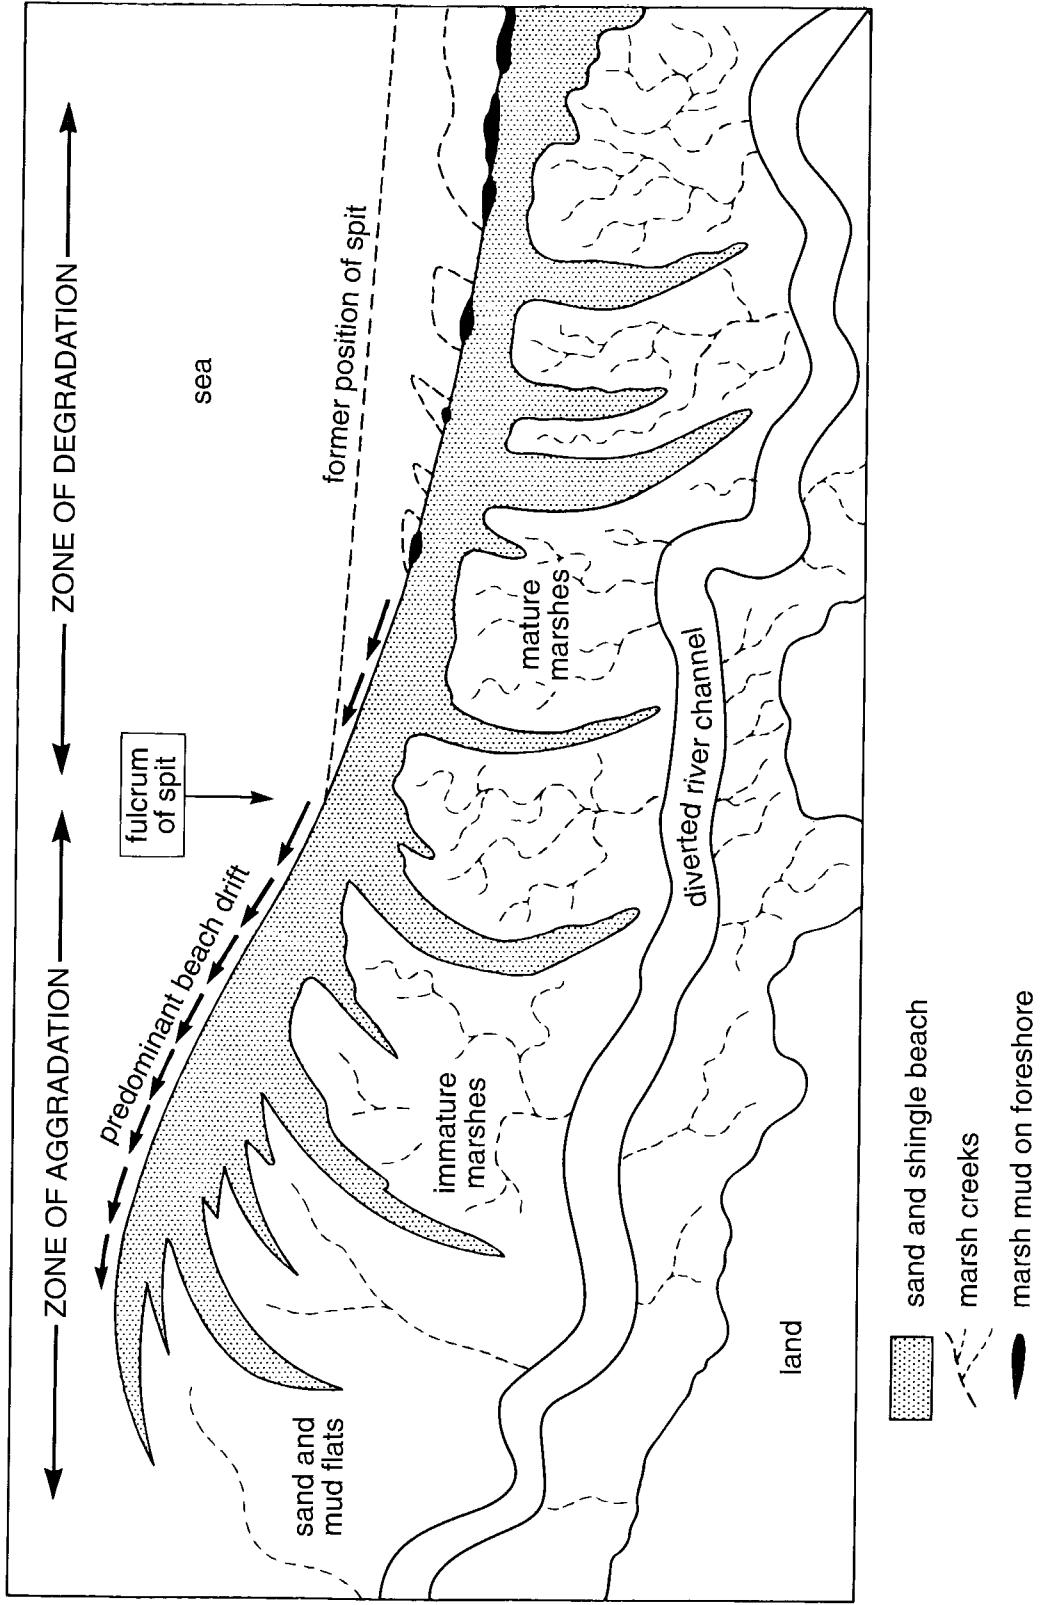 ZONE OF AGGRADATION
ZONE OF DEGRADATION
fulcrum
of spit
sea
predominant beach drift
former position of spit
mature
marshes
immature
marshes
diverted river channel
sand and
mud flats
land
sand and shingle beach
marsh creeks
marsh mud on foreshore